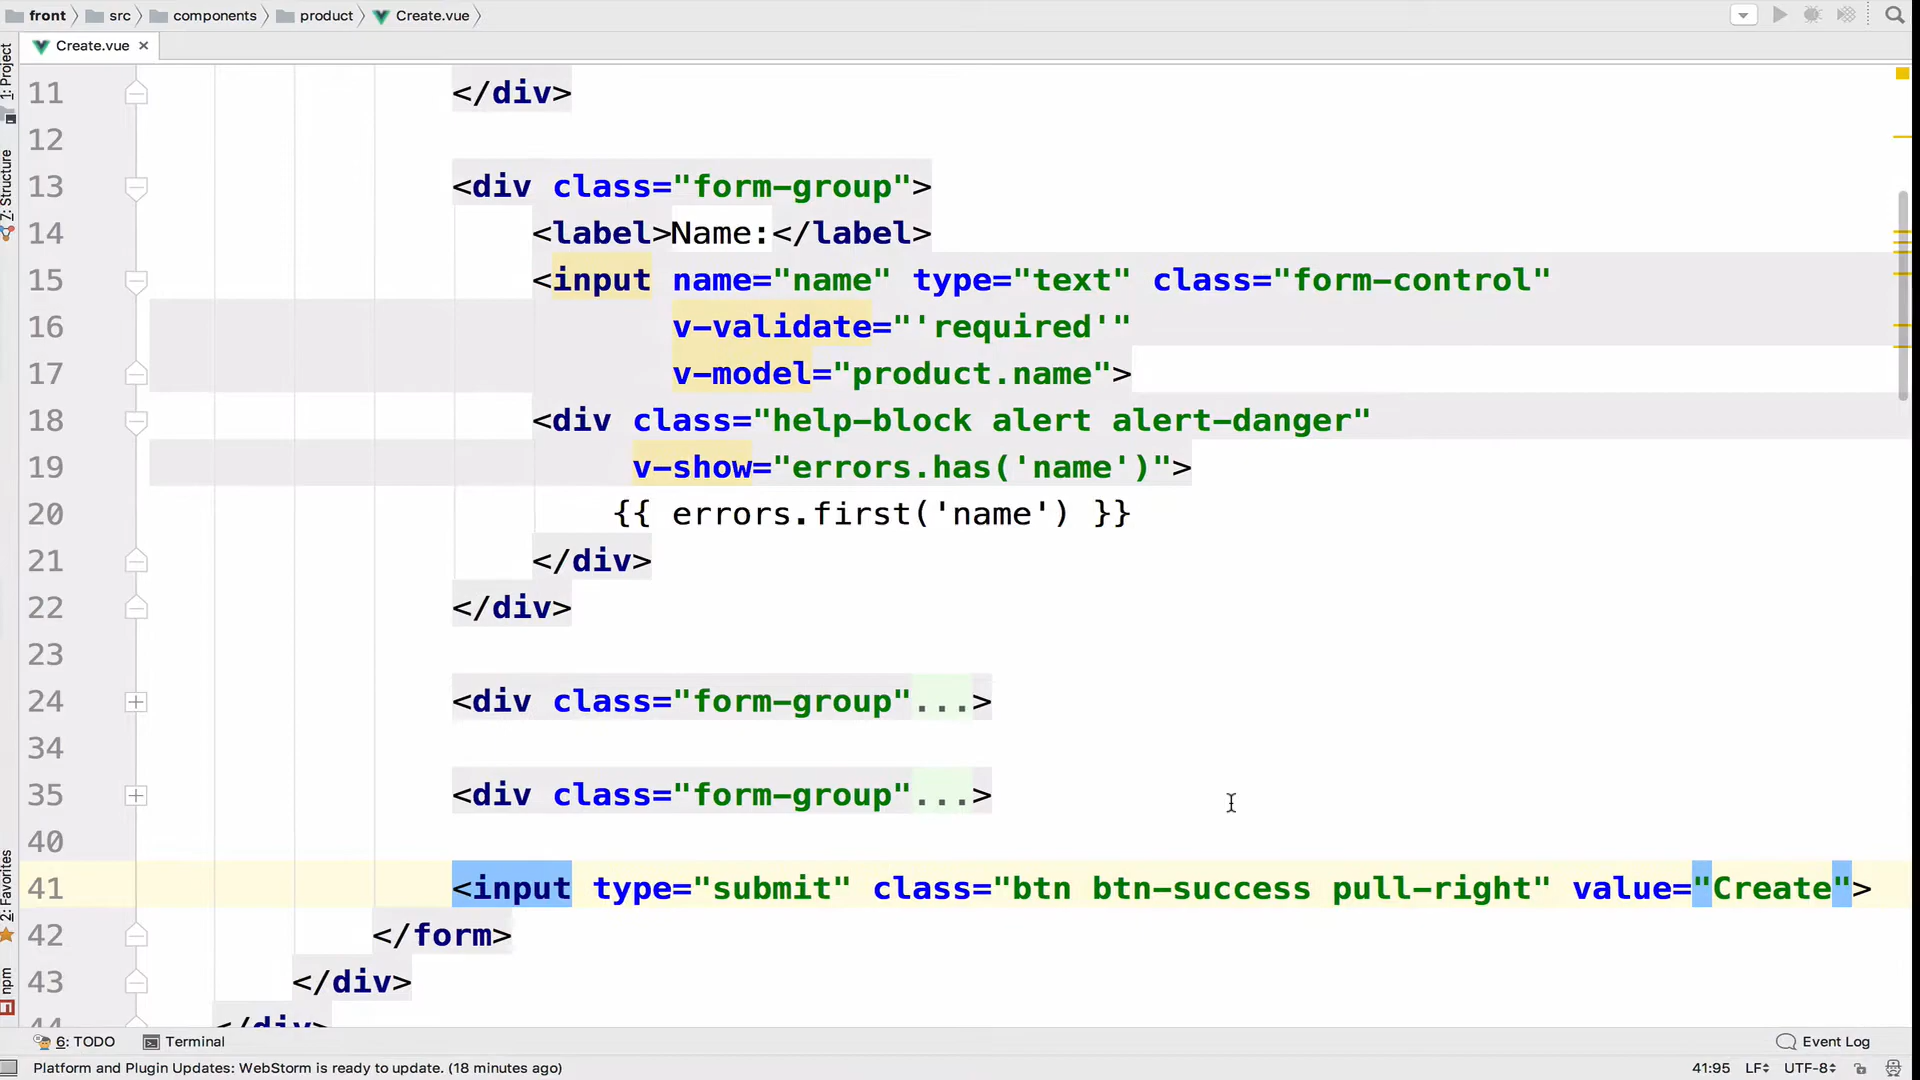 front src components product Create.vue
Create.vue
1: Project
7: Structure
2: Favorites
npm
11 </div>
12
13 <div class="form-group">
14 <label>Name:</label>
15 <input name="name" type="text" class="form-control"
16 v-validate="'required'"
17 v-model="product.name">
18 <div class="help-block alert alert-danger"
19 v-show="errors.has('name')">
20 {{ errors.first('name') }}
21 </div>
22 </div>
23
24 <div class="form-group"...>
34
35 <div class="form-group"...>
40
41 <input type="submit" class="btn btn-success pull-right" value="Create">
42 </form>
43 </div>
44 </div>
6: TODO Terminal Event Log
Platform and Plugin Updates: WebStorm is ready to update. (18 minutes ago) 41:95 LF UTF-8